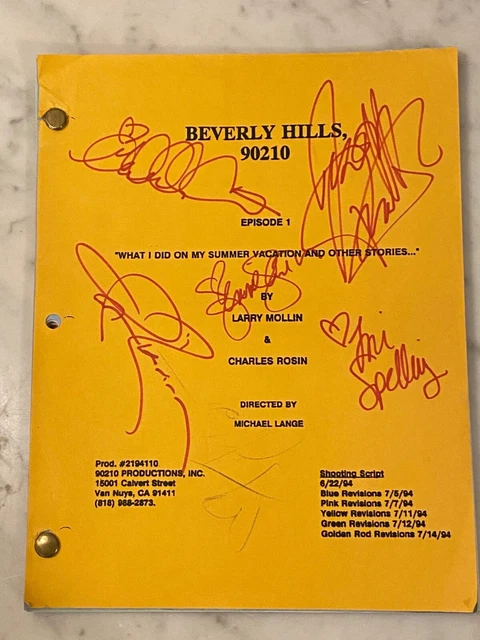 BEVERLY HILLS,
90210
EPISODE 1
"WHAT I DID ON MY SUMMER VACATION AND OTHER STORIES..."
BY
LARRY MOLLIN
&
CHARLES ROSIN
Tori
Spelling
DIRECTED BY
MICHAEL LANGE
Prod. #2194110
90210 PRODUCTIONS, INC.
15001 Calvert Street
Van Nuys, CA 91411
(818) 988-2873.
Shooting Script
6/22/94
Blue Revisions 7/5/94
Pink Revisions 7/7/94
Yellow Revisions 7/11/94
Green Revisions 7/12/94
Golden Rod Revisions 7/14/94